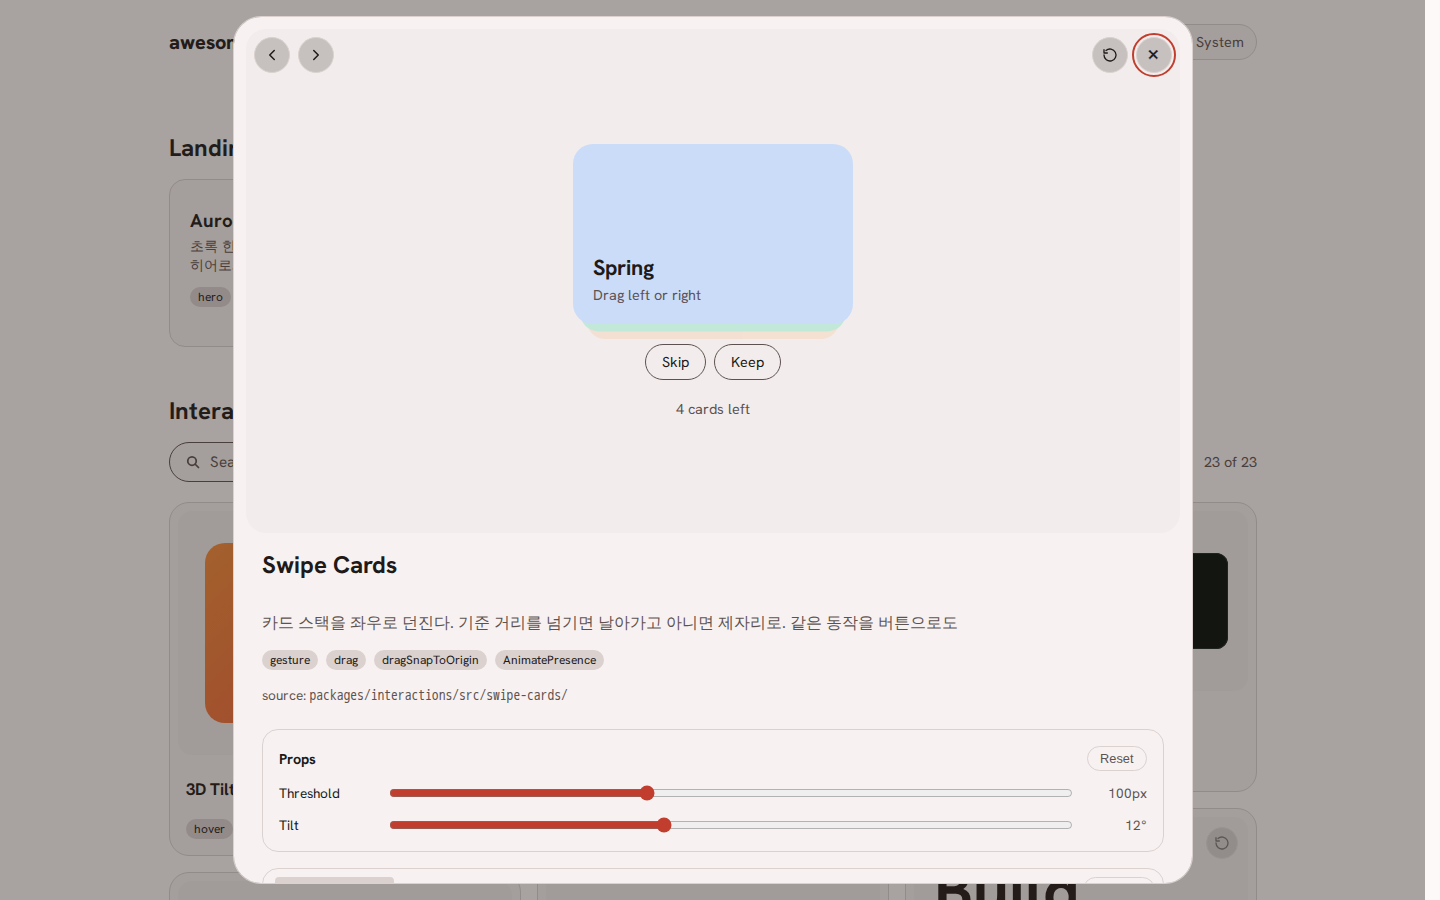 System
Spring
Drag left or right
Skip
Keep
4 cards left
Landin
Auro
초록 한
히어로
hero
Intera
Sea
23 of 23
3D Tilt
hover
Build
Swipe Cards
카드 스택을 좌우로 던진다. 기준 거리를 넘기면 날아가고 아니면 제자리로. 같은 동작을 버튼으로도
gesture
drag
dragSnapToOrigin
AnimatePresence
source: packages/interactions/src/swipe-cards/
Props
Reset
Threshold
100px
Tilt
12°